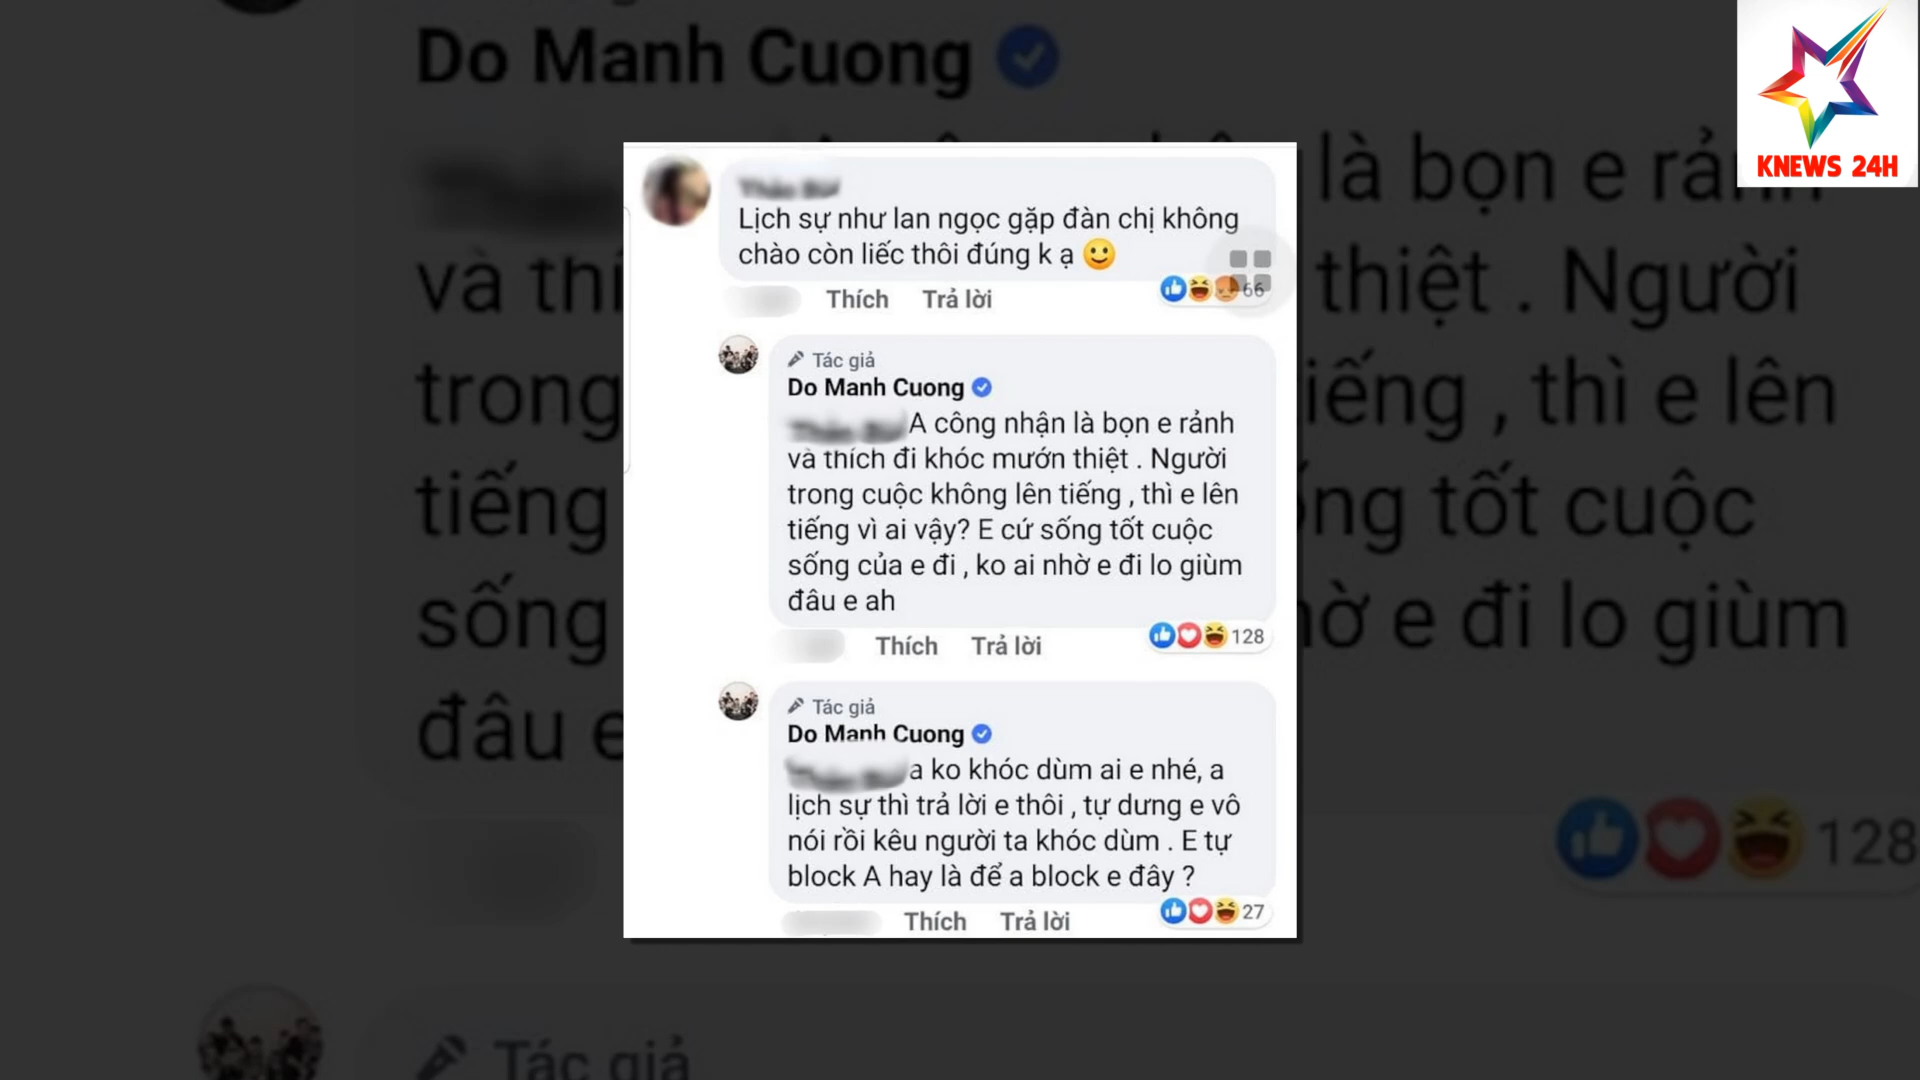 Do Manh Cuong
là bọn e rảnh
và thí
thiệt . Người
trong
iếng , thì e lên
tiếng
ống tốt cuộc
sống
hờ e đi lo giùm
đâu e
128
Tác giả
KNEWS 24H
Lịch sự như lan ngọc gặp đàn chị không
chào còn liếc thôi đúng k ạ
Thích Trả lời 66
Tác giả
Do Manh Cuong
A công nhận là bọn e rảnh
và thích đi khóc mướn thiệt . Người
trong cuộc không lên tiếng , thì e lên
tiếng vì ai vậy? E cứ sống tốt cuộc
sống của e đi , ko ai nhờ e đi lo giùm
đâu e ah
Thích Trả lời 128
Tác giả
Do Manh Cuong
a ko khóc dùm ai e nhé, a
lịch sự thì trả lời e thôi , tự dưng e vô
nói rồi kêu người ta khóc dùm . E tự
block A hay là để a block e đây ?
Thích Trả lời 27